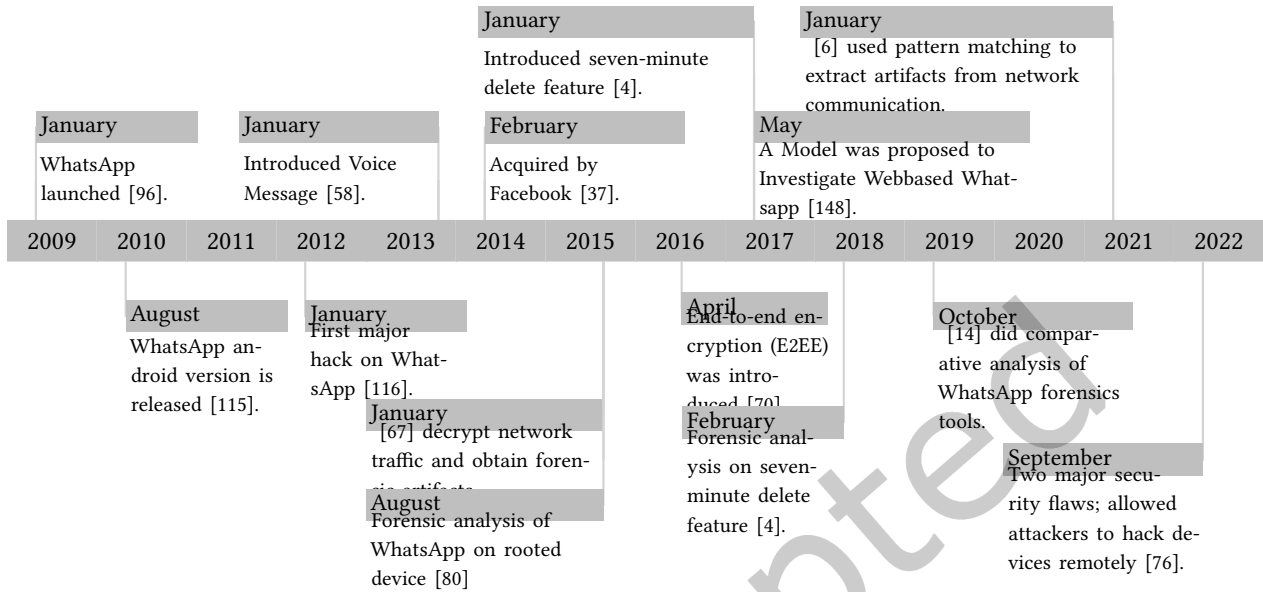 January
Introduced seven-minute
delete feature [4].
January
[6] used pattern matching to
extract artifacts from network
communication.
January
WhatsApp
launched [96].
January
Introduced Voice
Message [58].
February
Acquired by
Facebook [37].
May
A Model was proposed to
Investigate Webbased What-
sapp [148].
2009 2010 2011 2012 2013 2014 2015 2016 2017 2018 2019 2020 2021 2022
August
WhatsApp an-
droid version is
released [115].
January
First major
hack on What-
sApp [116].
January
[67] decrypt network
traffic and obtain foren-
sic artifacts
August
Forensic analysis of
WhatsApp on rooted
device [80]
April
End-to-end en-
cryption (E2EE)
was intro-
duced [70]
February
Forensic anal-
ysis on seven-
minute delete
feature [4].
October
[14] did compar-
ative analysis of
WhatsApp forensics
tools.
September
Two major secu-
rity flaws; allowed
attackers to hack de-
vices remotely [76].
pted